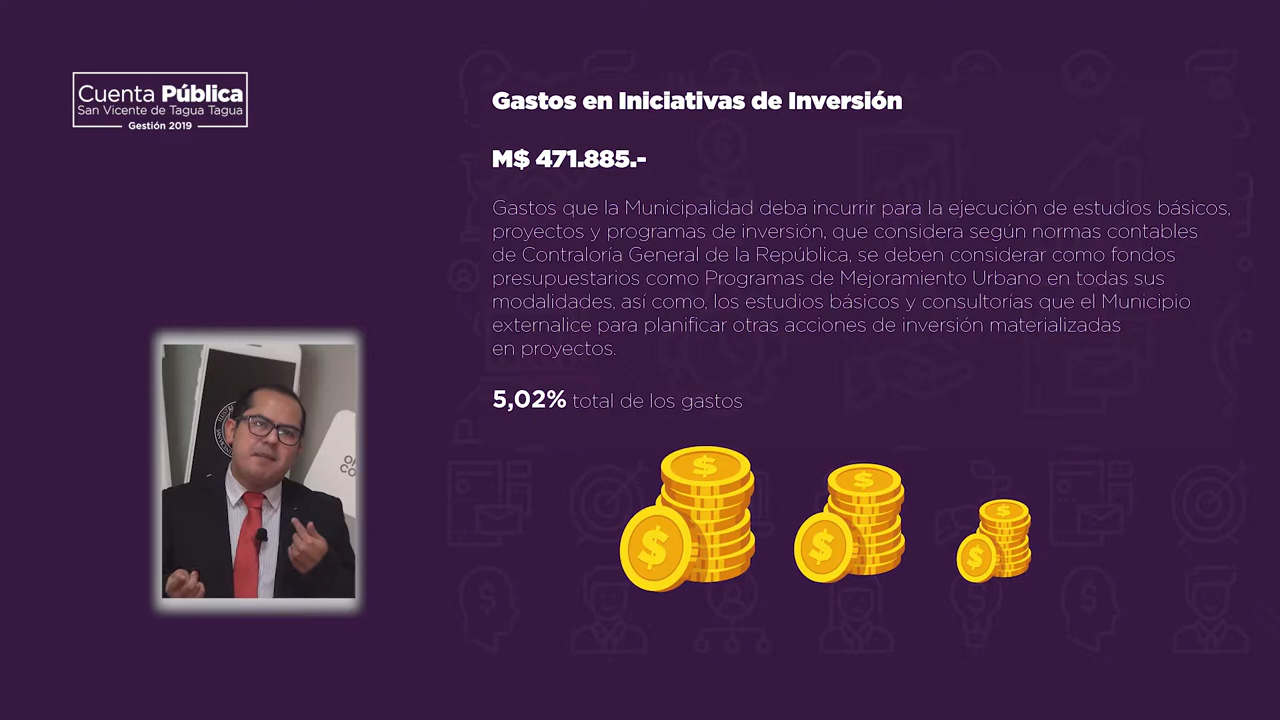 Cuenta Pública
San Vicente de Tagua Tagua
Gestión 2019
Gastos en Iniciativas de Inversión
M$ 471.885.-
Gastos que la Municipalidad deba incurrir para la ejecución de estudios básicos,
proyectos y programas de inversión, que considera según normas contables
de Contraloría General de la República, se deben considerar como fondos
presupuestarios como Programas de Mejoramiento Urbano en todas sus
modalidades, así como, los estudios básicos y consultorías que el Municipio
externalice para planificar otras acciones de inversión materializadas
en proyectos.
5,02% total de los gastos